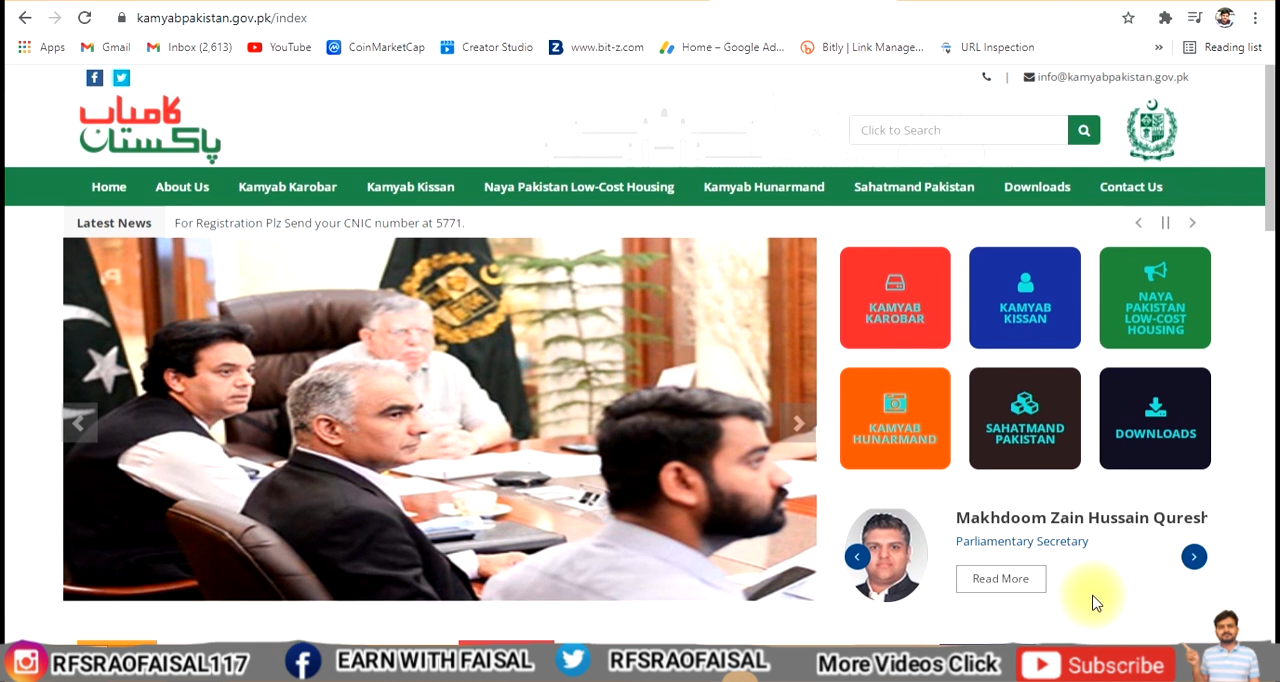 kamyabpakistan.gov.pk/index
Apps Gmail Inbox (2,613) YouTube CoinMarketCap Creator Studio www.bit-z.com Home – Google Ad... Bitly | Link Manage... URL Inspection » Reading list
| info@kamyabpakistan.gov.pk
کامیاب
پاکستان
Click to Search
Home About Us Kamyab Karobar Kamyab Kissan Naya Pakistan Low-Cost Housing Kamyab Hunarmand Sahatmand Pakistan Downloads Contact Us
Latest News For Registration Plz Send your CNIC number at 5771.
KAMYAB
KAROBAR
KAMYAB
KISSAN
NAYA
PAKISTAN
LOW-COST
HOUSING
KAMYAB
HUNARMAND
SAHATMAND
PAKISTAN
DOWNLOADS
Makhdoom Zain Hussain Quresh
Parliamentary Secretary
Read More
RFSRAOFAISAL117 EARN WITH FAISAL RFSRAOFAISAL More Videos Click Subscribe